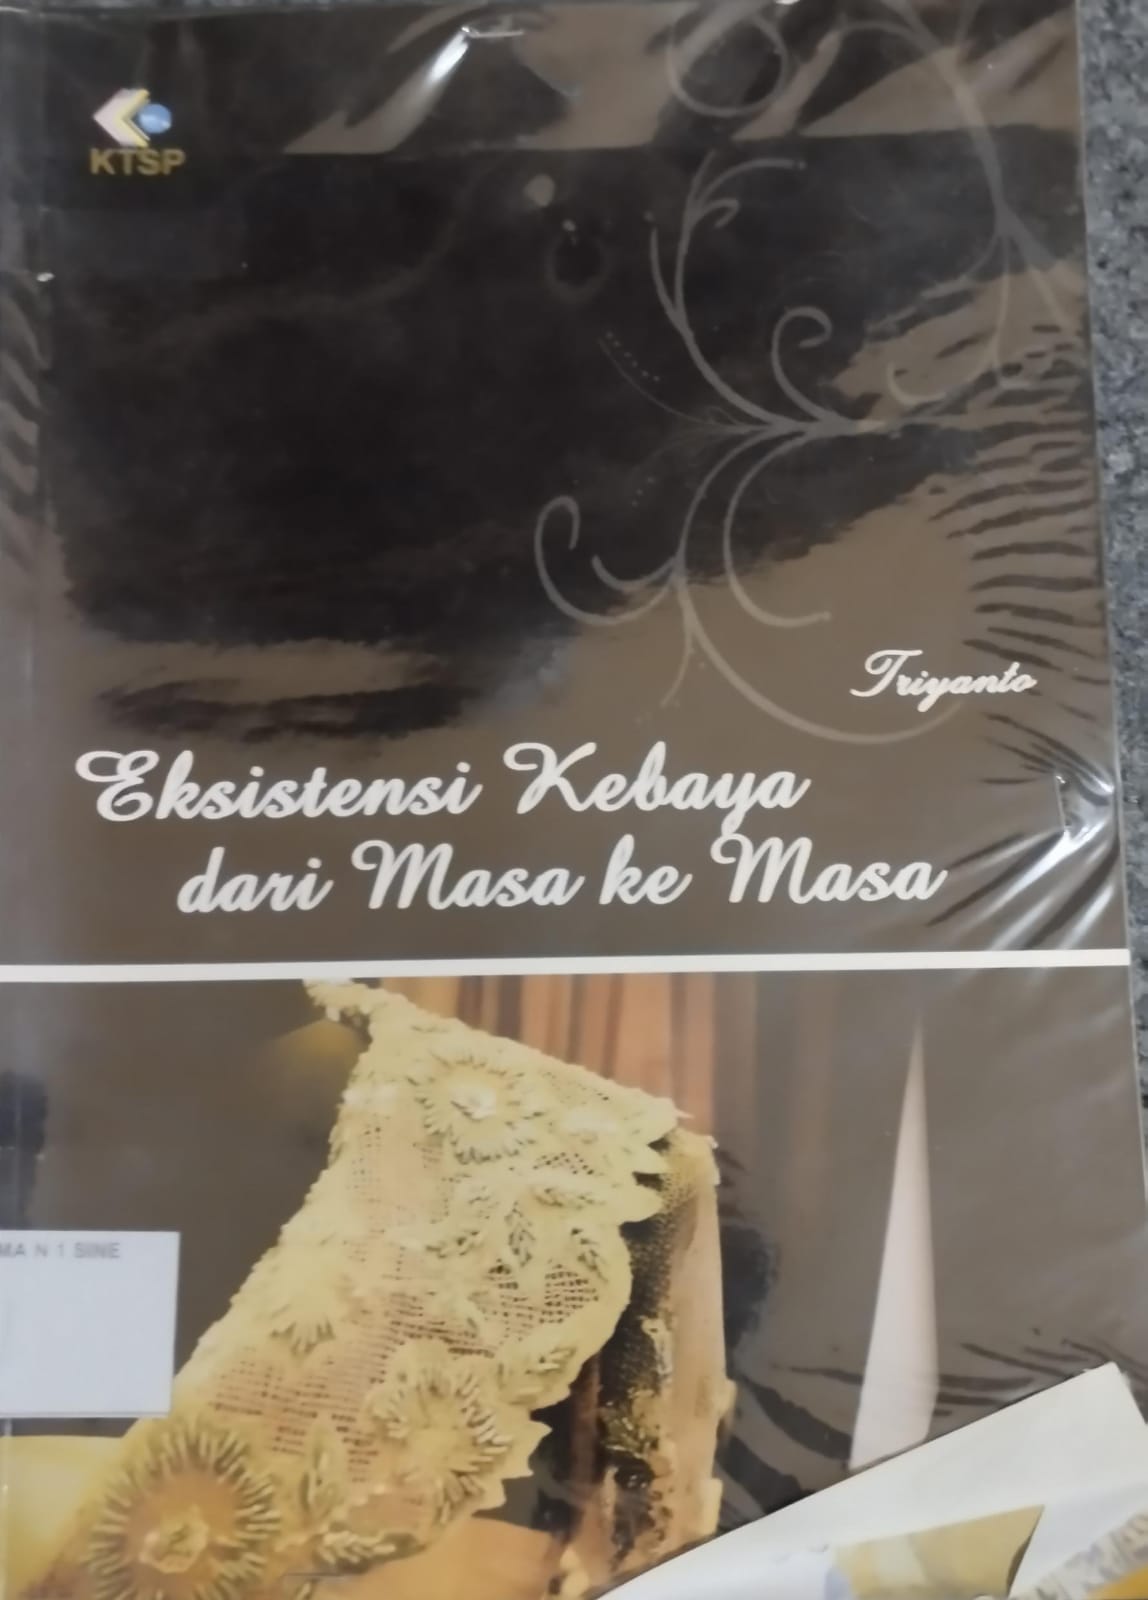 KTSP
Triyanto
Eksistensi Kebaya
dari Masa ke Masa
MA N 1 SINE